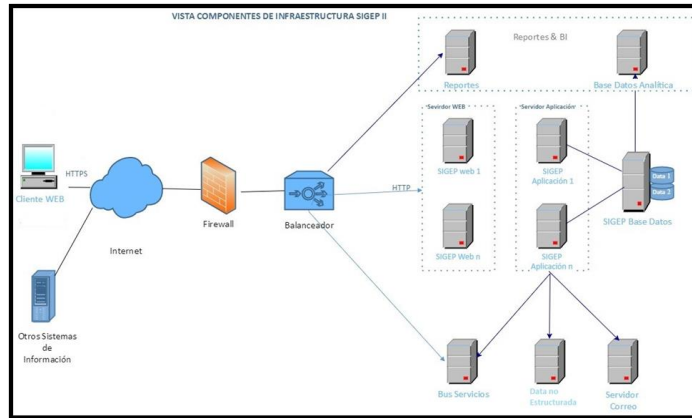 VISTA COMPONENTES DE INFRAESTRUCTURA SIGEP II
Reportes & BI
Reportes
Base Datos Analítica
Sevirdor WEB
Servidor Aplicación
SIGEP web 1
SIGEP
Aplicación 1
Data 1
Data 2
SIGEP Base Datos
HTTPS
Cliente WEB
HTTP
Internet
Firewall
Balanceador
SIGEP Web n
SIGEP
Aplicación n
Otros Sistemas
de
Información
Bus Servicios
Data no
Estructurada
Servidor
Correo